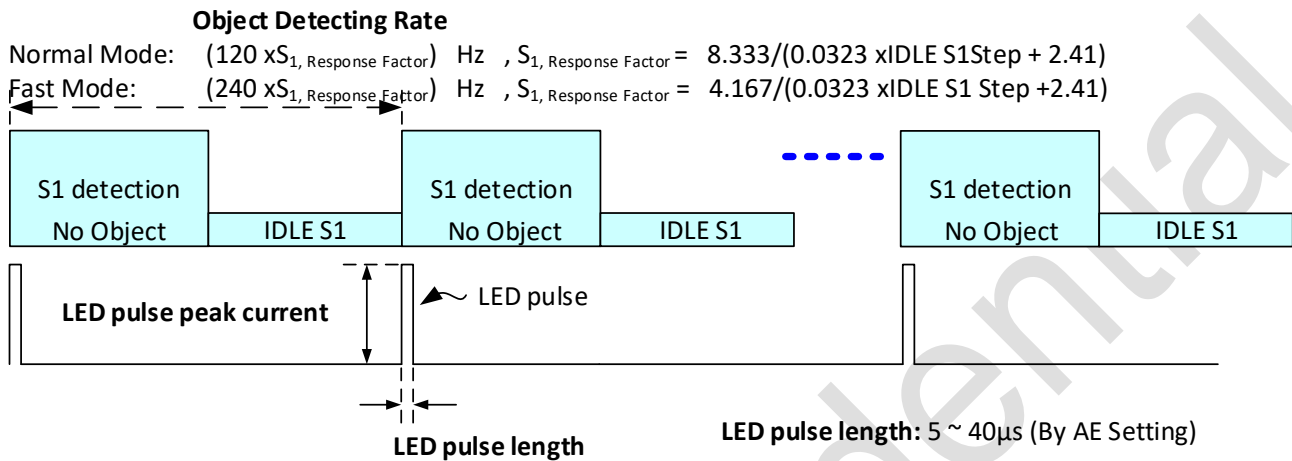 Object Detecting Rate
Normal Mode: (120 xS1, Response Factor) Hz , S1, Response Factor = 8.333/(0.0323 xIDLE S1Step + 2.41)
Fast Mode: (240 xS1, Response Factor) Hz , S1, Response Factor = 4.167/(0.0323 xIDLE S1 Step +2.41)
S1 detection
No Object
IDLE S1
S1 detection
No Object
IDLE S1
S1 detection
No Object
IDLE S1
LED pulse peak current
LED pulse
LED pulse length
LED pulse length: 5 ~ 40μs (By AE Setting)
dential